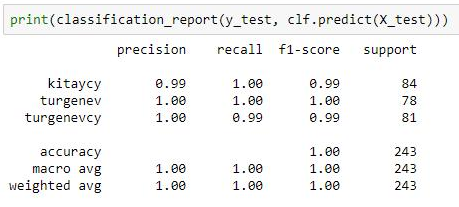 print(classification_report(y_test, clf.predict(X_test)))
precision recall f1-score support
kitaycy 0.99 1.00 0.99 84
turgenev 1.00 1.00 1.00 78
turgenevcy 1.00 0.99 0.99 81
accuracy 1.00 243
macro avg 1.00 1.00 1.00 243
weighted avg 1.00 1.00 1.00 243